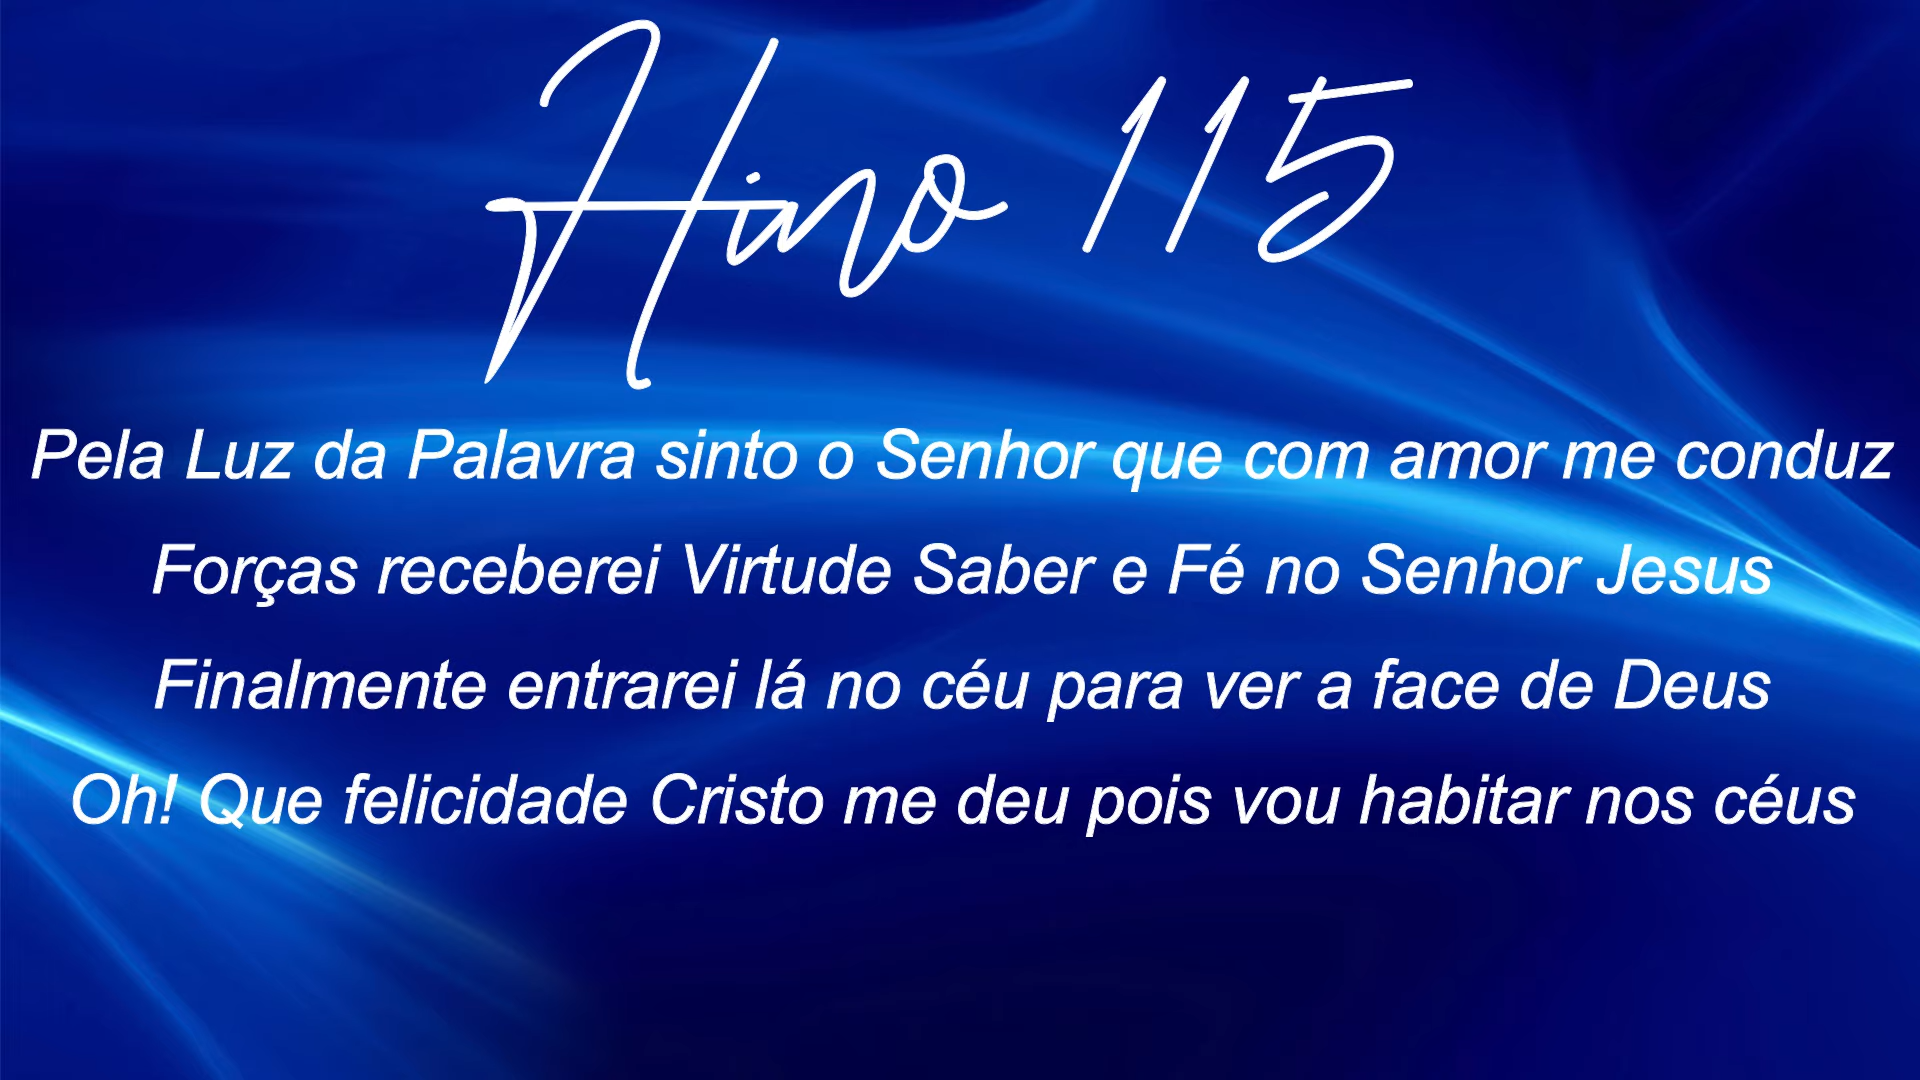 Hino 115
Pela Luz da Palavra sinto o Senhor que com amor me conduz
Forças receberei Virtude Saber e Fé no Senhor Jesus
Finalmente entrarei lá no céu para ver a face de Deus
Oh! Que felicidade Cristo me deu pois vou habitar nos céus